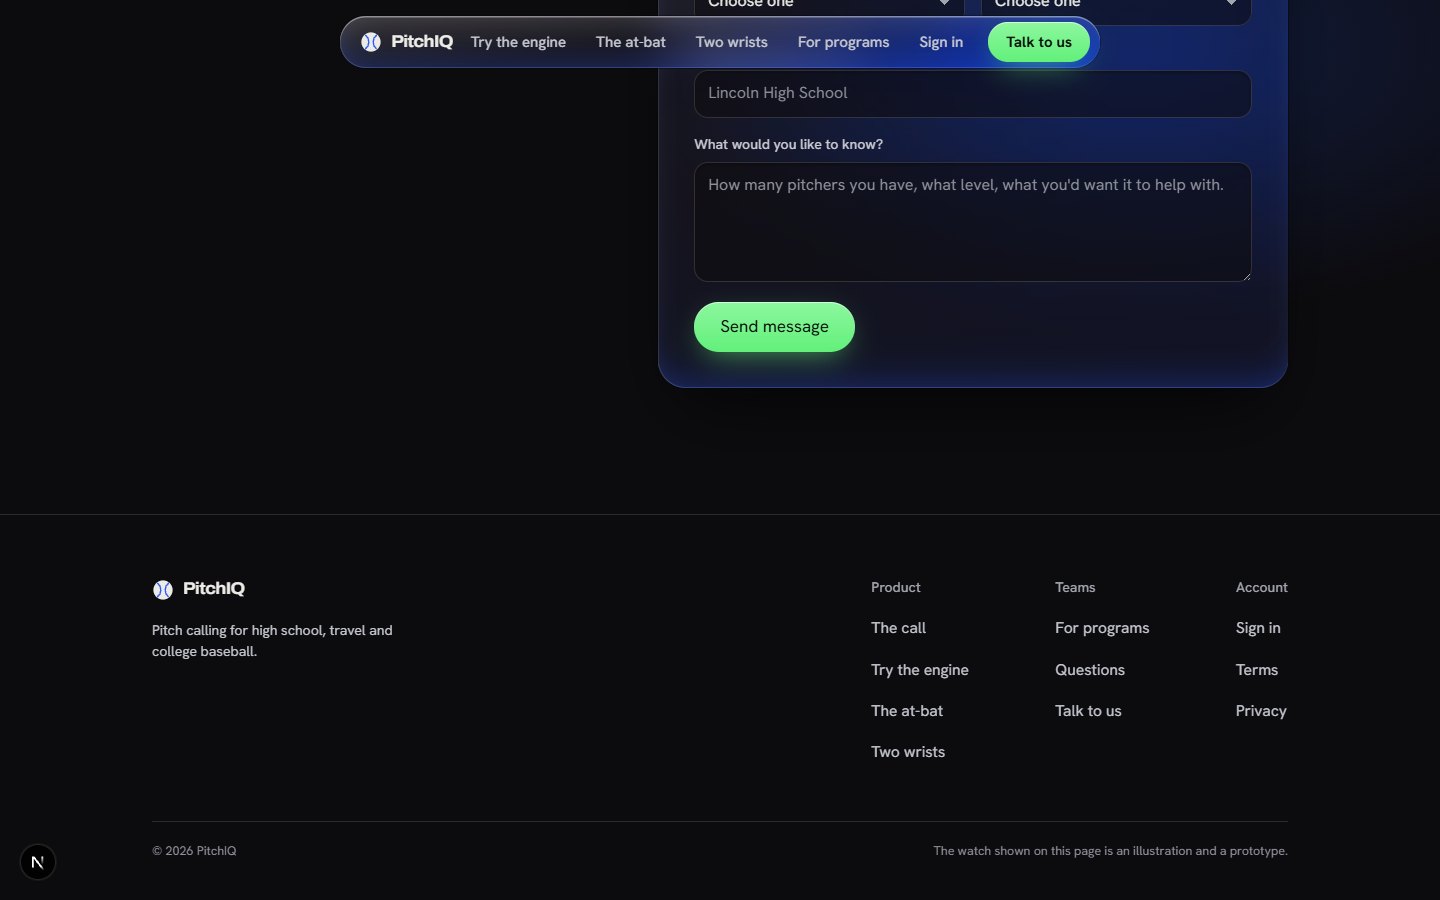 Choose one
Choose one
PitchIQ
Try the engine
The at-bat
Two wrists
For programs
Sign in
Talk to us
Lincoln High School
What would you like to know?
How many pitchers you have, what level, what you'd want it to help with.
Send message
PitchIQ
Pitch calling for high school, travel and
college baseball.
Product
The call
Try the engine
The at-bat
Two wrists
Teams
For programs
Questions
Talk to us
Account
Sign in
Terms
Privacy
© 2026 PitchIQ
The watch shown on this page is an illustration and a prototype.
N